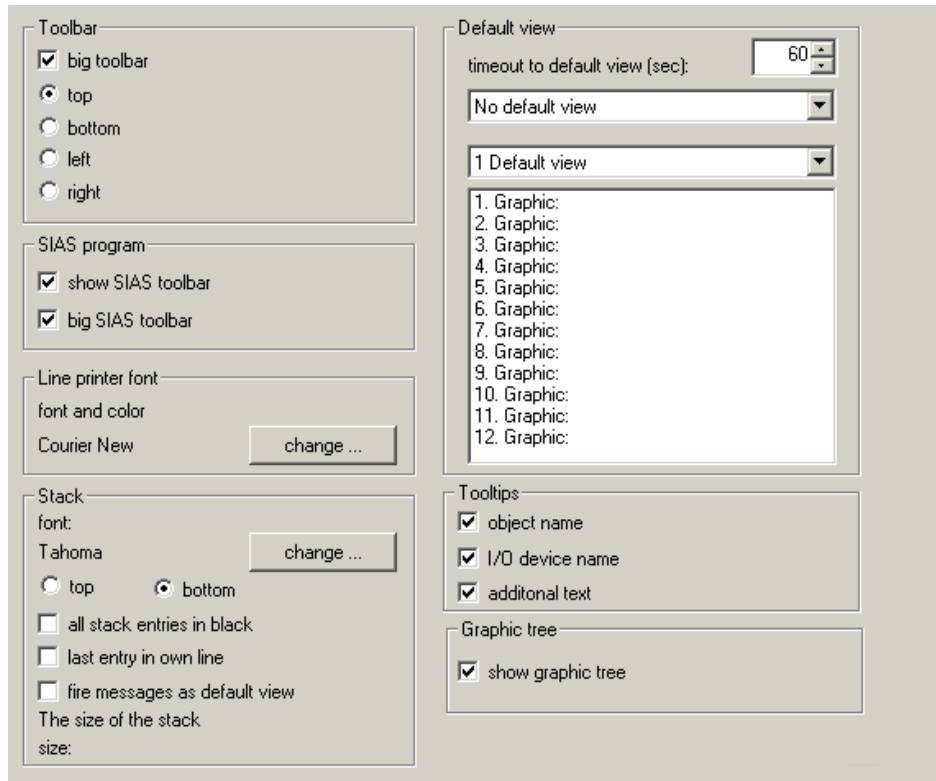 Toolbar
big toolbar
top
bottom
left
right
SIAS program
show SIAS toolbar
big SIAS toolbar
Line printer font
font and color
Courier New
change ...
Stack
font:
Tahoma
change ...
top
bottom
all stack entries in black
last entry in own line
fire messages as default view
The size of the stack
size:
Default view
timeout to default view (sec):
60
No default view
1 Default view
1. Graphic:
2. Graphic:
3. Graphic:
4. Graphic:
5. Graphic:
6. Graphic:
7. Graphic:
8. Graphic:
9. Graphic:
10. Graphic:
11. Graphic:
12. Graphic:
Tooltips
object name
I/O device name
additonal text
Graphic tree
show graphic tree